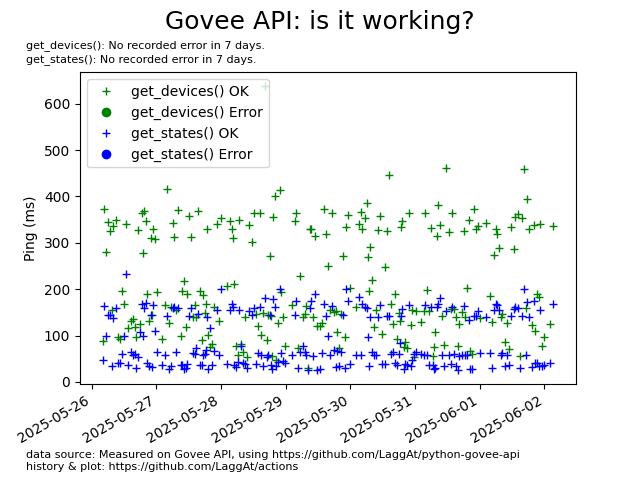 Govee API: is it working?
get_devices(): No recorded error in 7 days.
get_states(): No recorded error in 7 days.
get_devices() OK
get_devices() Error
get_states() OK
get_states() Error
Ping (ms)
600
500
400
300
200
100
0
2025-05-26
2025-05-27
2025-05-28
2025-05-29
2025-05-30
2025-05-31
2025-06-01
2025-06-02
data source: Measured on Govee API, using https://github.com/LaggAt/python-govee-api
history & plot: https://github.com/LaggAt/actions